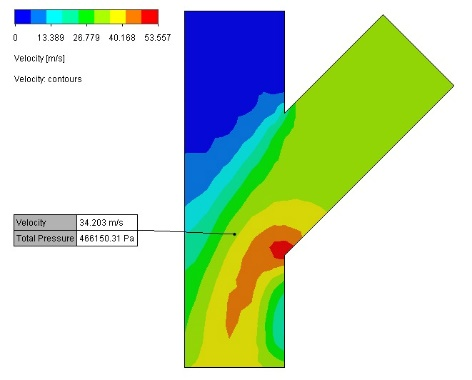 0 13.389 26.779 40.168 53.557
Velocity [m/s]
Velocity: contours
Velocity 34.203 m/s
Total Pressure 466150.31 Pa